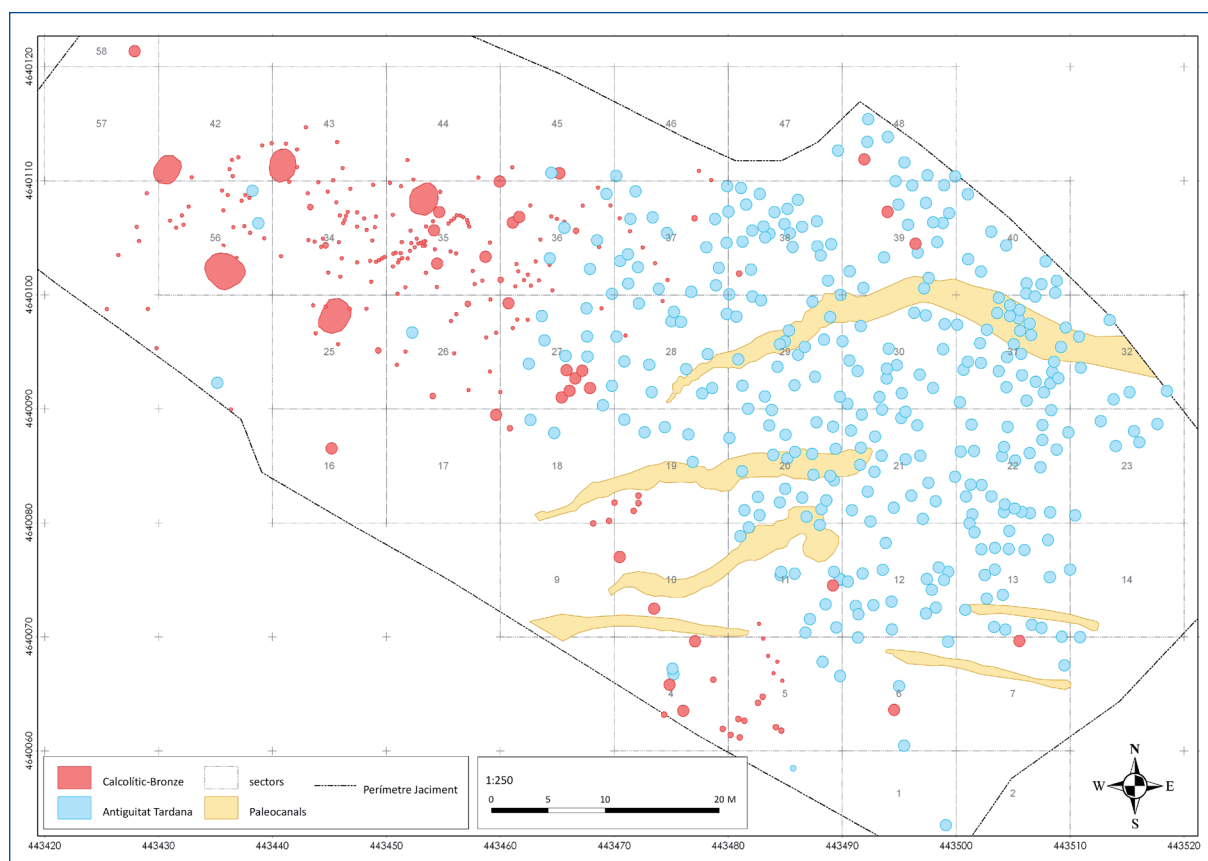 4640120
4640110
4640100
4640090
4640080
4640070
4640060
58
57 42 43 44 45 46 47 48
56 34 35 36 37 38 39 40
25 26 27 28 29 30 31 32
16 17 18 19 20 21 22 23
9 10 11 12 13 14
4 5 6 7
1 2
Calcolític-Bronze
Antiguitat Tardana
sectors
Paleocanals
Perímetre Jaciment
1:250
0 5 10 20 M
N
W E
S
443420 443430 443440 443450 443460 443470 443480 443490 443500 443510 443520